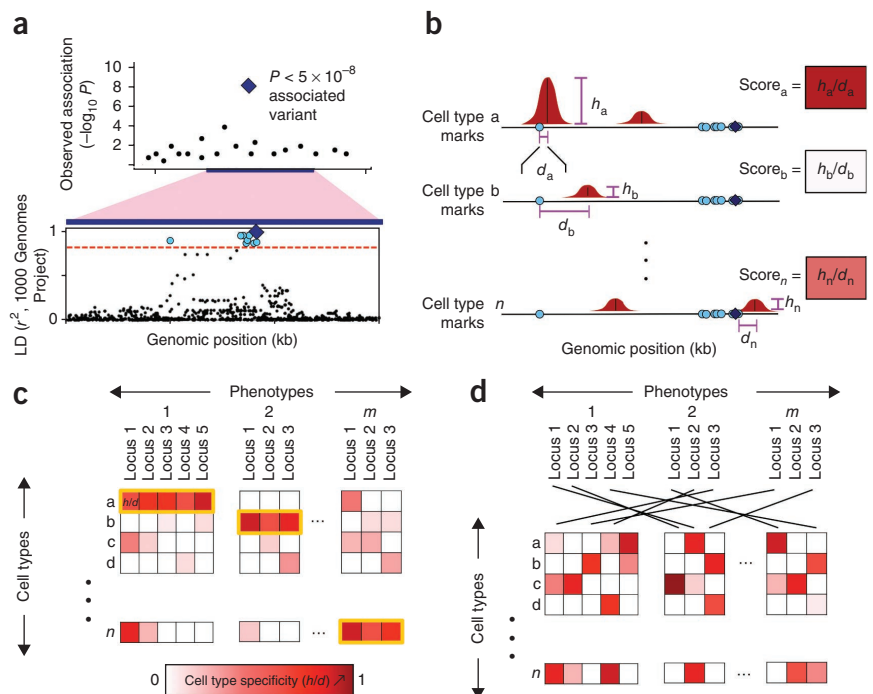 a
Observed association
(–log10 P)
10
8
6
4
2
P < 5 × 10−8
associated
variant
LD (r2, 1000 Genomes
Project)
1
0
Genomic position (kb)
b
Cell type a
marks
ha
da
Scorea = ha/da
Cell type b
marks
hb
db
Scoreb = hb/db
Cell type n
marks
hn
dn
Scoren = hn/dn
Genomic position (kb)
c
Phenotypes
1 2 m
Locus 1
Locus 2
Locus 3
Locus 4
Locus 5
Locus 1
Locus 2
Locus 3
Locus 1
Locus 2
Locus 3
Cell types
a h/d
b ...
c
d
n ...
0 Cell type specificity (h/d) ↗ 1
d
Phenotypes
1 2 m
Locus 1
Locus 2
Locus 3
Locus 4
Locus 5
Locus 1
Locus 2
Locus 3
Locus 1
Locus 2
Locus 3
Cell types
a
b ...
c
d
n ...